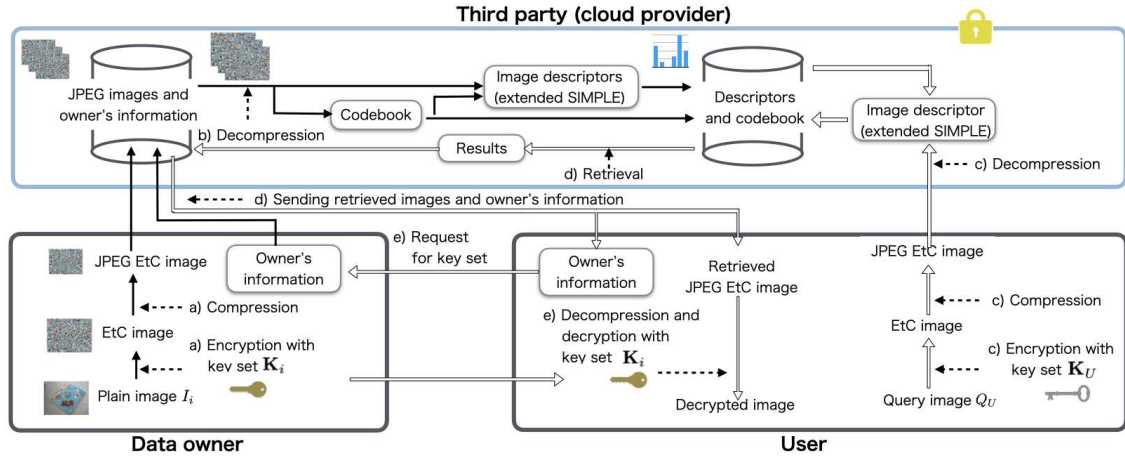 Third party (cloud provider)
JPEG images and
owner's information
b) Decompression
Codebook
Image descriptors
(extended SIMPLE)
Descriptors
and codebook
Image descriptor
(extended SIMPLE)
Results
d) Retrieval
c) Decompression
d) Sending retrieved images and owner's information
JPEG EtC image
Owner's
information
a) Compression
EtC image
a) Encryption with
key set K_i
Plain image I_i
Data owner
e) Request
for key set
Owner's
information
Retrieved
JPEG EtC image
e) Decompression and
decryption with
key set K_i
Decrypted image
JPEG EtC image
c) Compression
EtC image
c) Encryption with
key set K_U
Query image Q_U
User